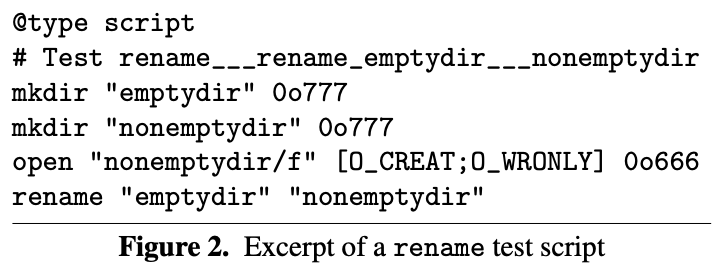 @type script
# Test rename___rename_emptydir___nonemptydir
mkdir "emptydir" 0o777
mkdir "nonemptydir" 0o777
open "nonemptydir/f" [O_CREAT;O_WRONLY] 0o666
rename "emptydir" "nonemptydir"
Figure 2. Excerpt of a rename test script